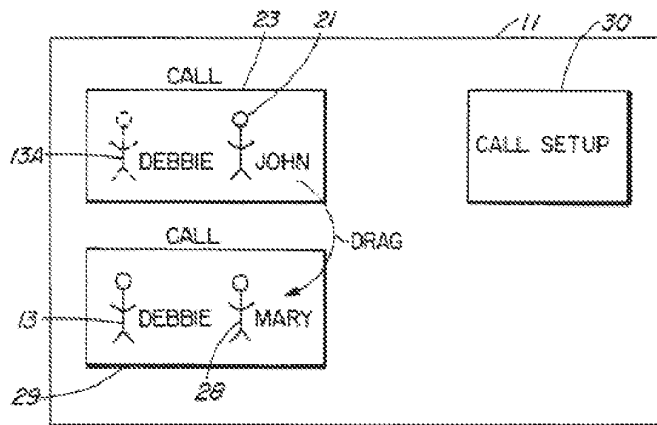 23 21 11 30
CALL
13A DEBBIE JOHN
CALL SETUP
DRAG
CALL
13 DEBBIE MARY
29 28